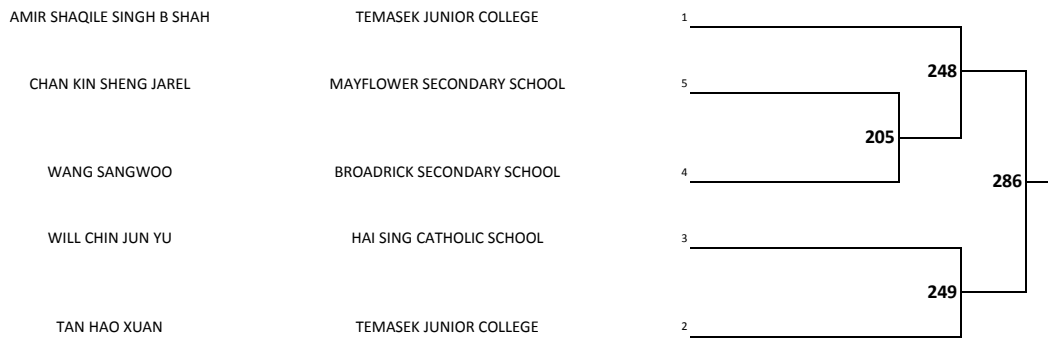 AMIR SHAQILE SINGH B SHAH TEMASEK JUNIOR COLLEGE 1
248
CHAN KIN SHENG JAREL MAYFLOWER SECONDARY SCHOOL 5
205
WANG SANGWOO BROADRICK SECONDARY SCHOOL 4
286
WILL CHIN JUN YU HAI SING CATHOLIC SCHOOL 3
249
TAN HAO XUAN TEMASEK JUNIOR COLLEGE 2